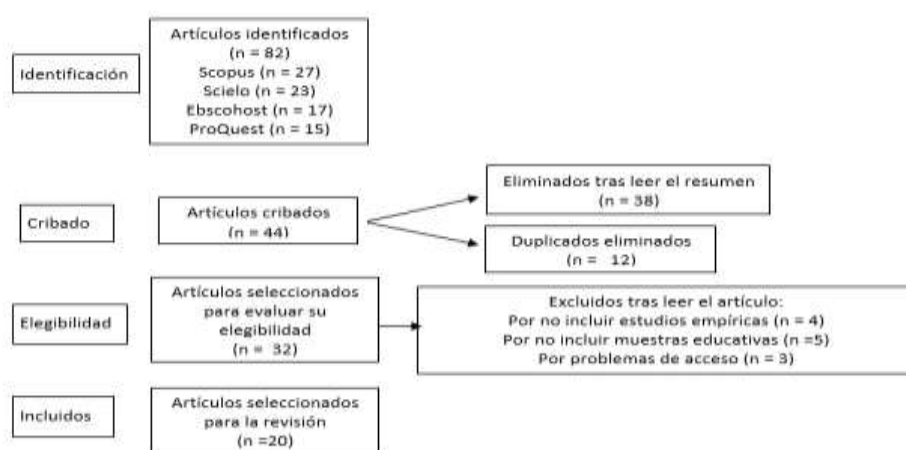 Identificación
Artículos identificados
(n = 82)
Scopus (n = 27)
Scielo (n = 23)
Ebscohost (n = 17)
ProQuest (n = 15)
Cribado
Artículos cribados
(n = 44)
Eliminados tras leer el resumen
(n = 38)
Duplicados eliminados
(n = 12)
Elegibilidad
Artículos seleccionados
para evaluar su
elegibilidad
(n = 32)
Excluidos tras leer el artículo:
Por no incluir estudios empíricas (n = 4)
Por no incluir muestras educativas (n =5)
Por problemas de acceso (n = 3)
Incluidos
Artículos seleccionados
para la revisión
(n =20)